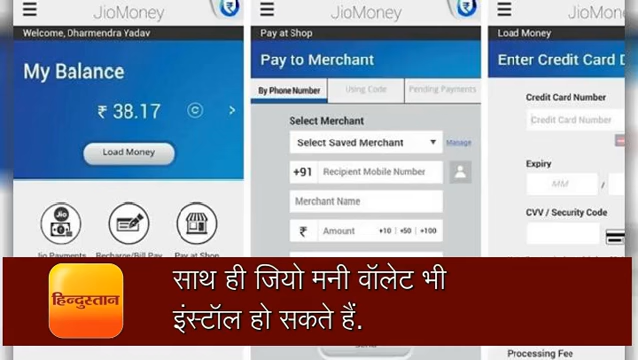 JioMoney
Welcome, Dharmendra Yadav
My Balance
₹ 38.17
Load Money
Jio
Jio Payments
Recharge/Bill Pay
Pay at Shop
JioMoney
Pay at Shop
Pay to Merchant
By Phone Number
Using Code
Pending Payments
Select Merchant
Select Saved Merchant
Manage
+91 Recipient Mobile Number
Merchant Name
₹ Amount +10 | +50 | +100
JioMoney
Load Money
Enter Credit Card D
Credit Card Number
Credit Card Number
Expiry
MM /
CVV / Security Code
Processing Fee
हिन्दुस्तान
साथ ही जियो मनी वॉलेट भी
इंस्टॉल हो सकते हैं.